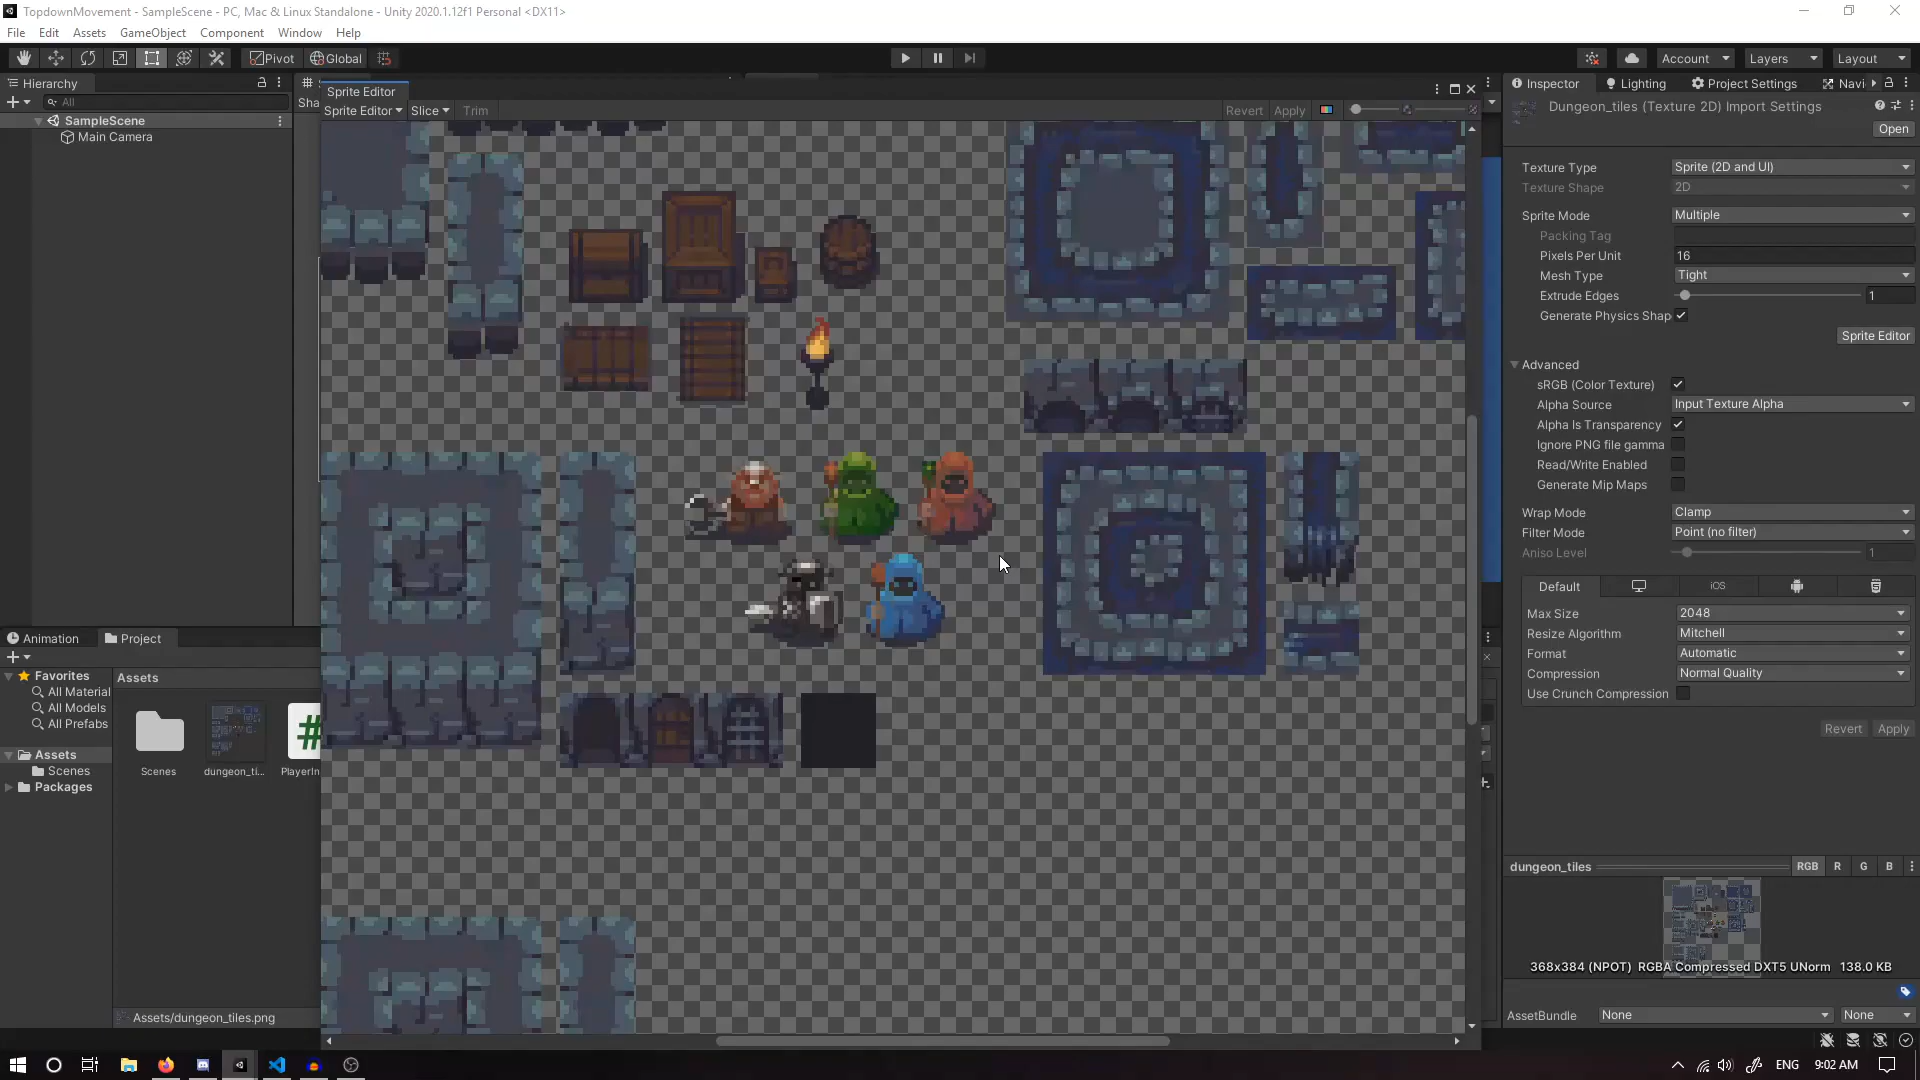 TopdownMovement - SampleScene - PC, Mac & Linux Standalone - Unity 2020.1.12f1 Personal <DX11>
File Edit Assets GameObject Component Window Help
Pivot Global Account Layers Layout
Hierarchy
All
SampleScene
Main Camera
Sha
Sprite Editor
Sprite Editor Slice Trim Revert Apply
Inspector Lighting Project Settings Navi
Dungeon_tiles (Texture 2D) Import Settings
Open
Texture Type Sprite (2D and UI)
Texture Shape 2D
Sprite Mode Multiple
Packing Tag
Pixels Per Unit 16
Mesh Type Tight
Extrude Edges 1
Generate Physics Shap
Sprite Editor
Advanced
sRGB (Color Texture)
Alpha Source Input Texture Alpha
Alpha Is Transparency
Ignore PNG file gamma
Read/Write Enabled
Generate Mip Maps
Wrap Mode Clamp
Filter Mode Point (no filter)
Aniso Level 1
Default iOS
Max Size 2048
Resize Algorithm Mitchell
Format Automatic
Compression Normal Quality
Use Crunch Compression
Revert Apply
dungeon_tiles RGB R G B
368x384 (NPOT) RGBA Compressed DXT5 UNorm 138.0 KB
AssetBundle None None
Animation Project
Favorites
All Material
All Models
All Prefabs
Assets
Scenes
Packages
Assets
Scenes dungeon_ti... PlayerIn
Assets/dungeon_tiles.png
ENG 9:02 AM